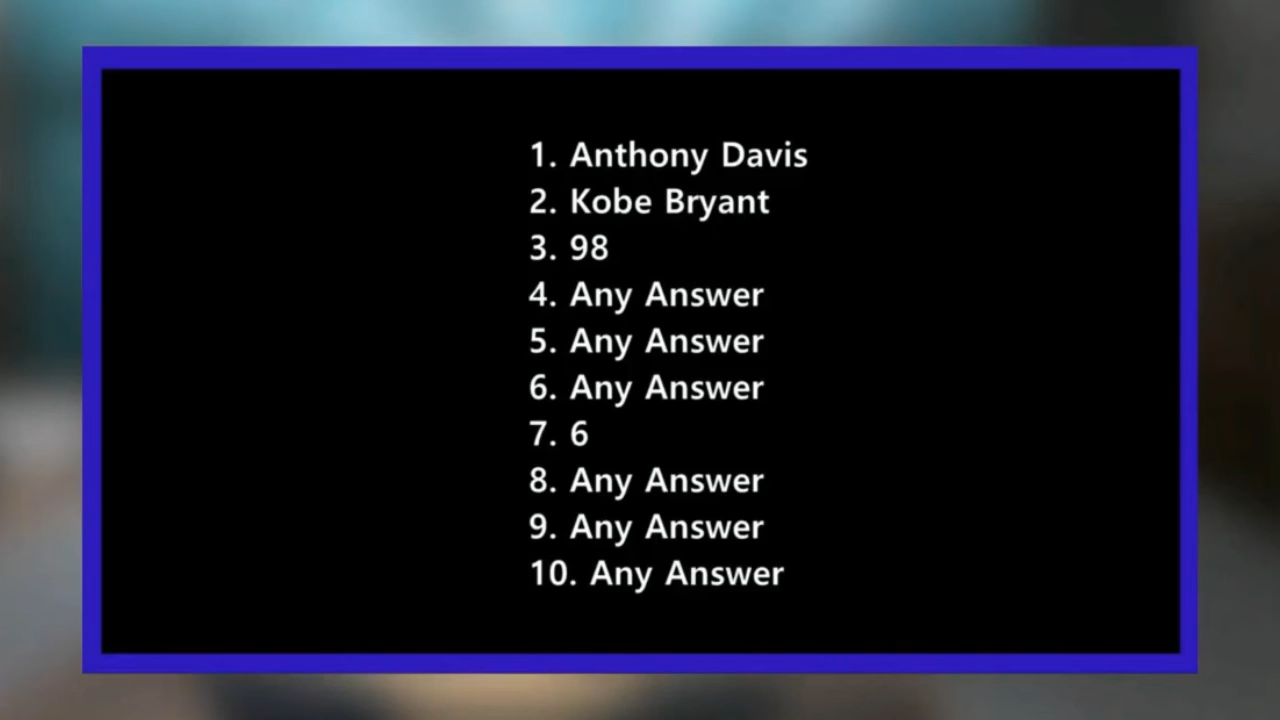 1. Anthony Davis
2. Kobe Bryant
3. 98
4. Any Answer
5. Any Answer
6. Any Answer
7. 6
8. Any Answer
9. Any Answer
10. Any Answer